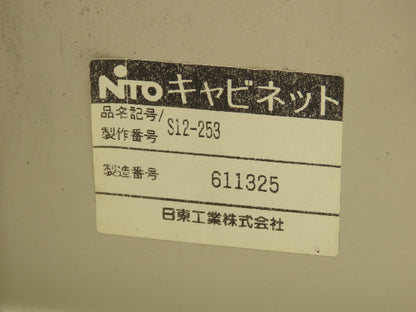 NITO キャビネット
品名記号/
製作番号 S12-253
製造番号 611325
日東工業株式会社